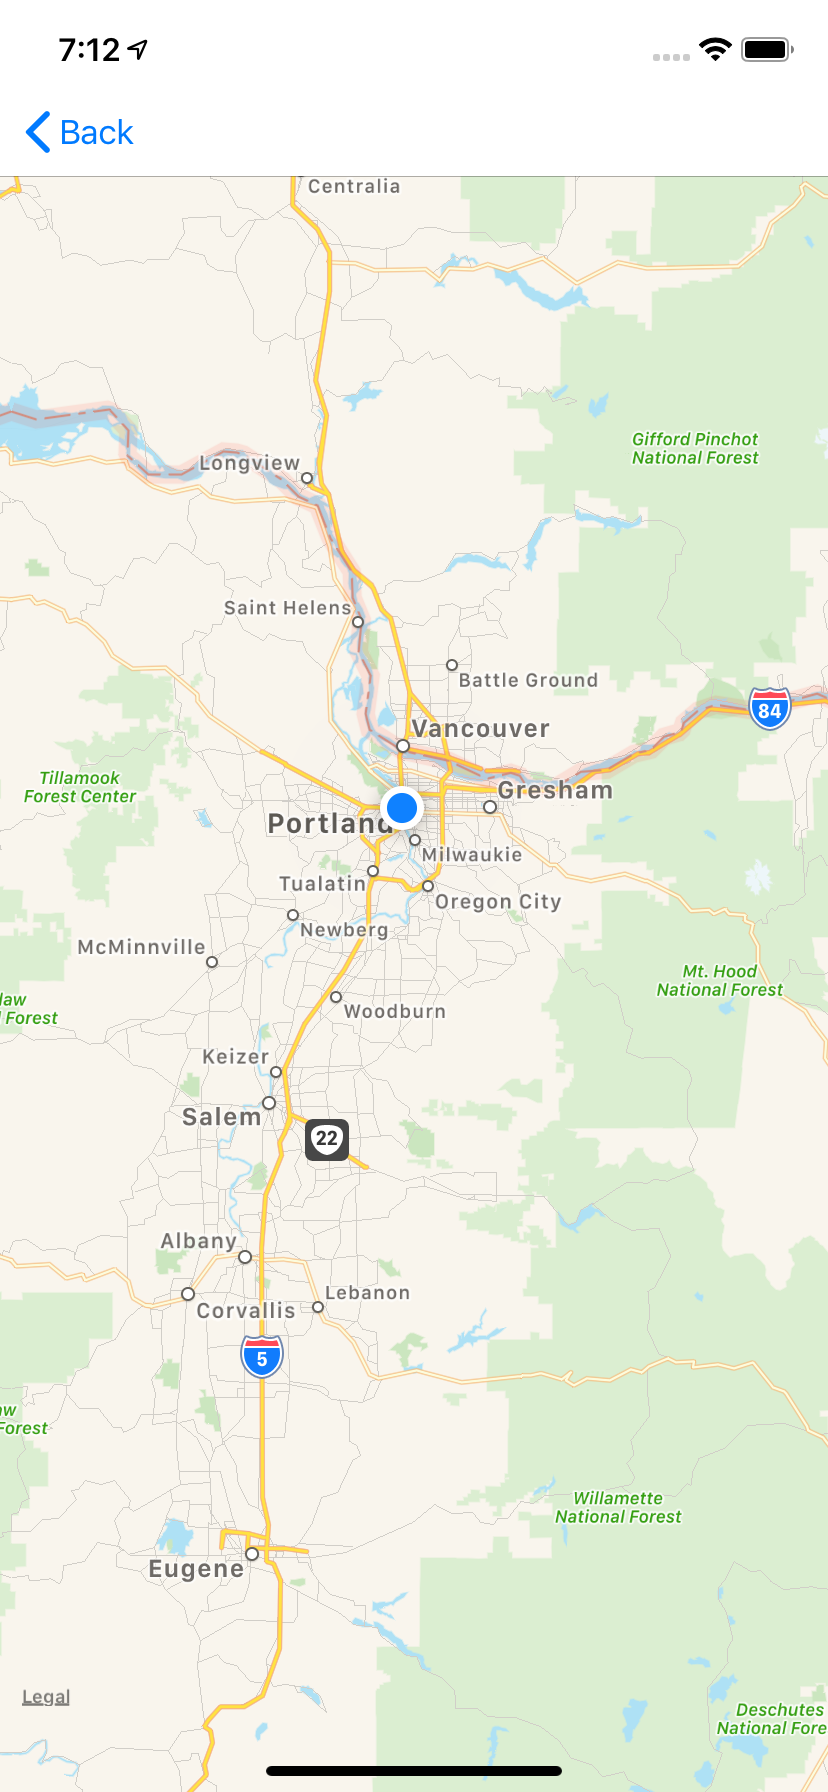 7:12
Back
Centralia
Gifford Pinchot
National Forest
Longview
Saint Helens
Battle Ground
84
Vancouver
Tillamook
Forest Center
Gresham
Portland
Milwaukie
Tualatin
Oregon City
Newberg
McMinnville
Mt. Hood
National Forest
law
l Forest
Woodburn
Keizer
Salem
22
Albany
Lebanon
Corvallis
5
aw
Forest
Willamette
National Forest
Eugene
Legal
Deschutes
National Fore